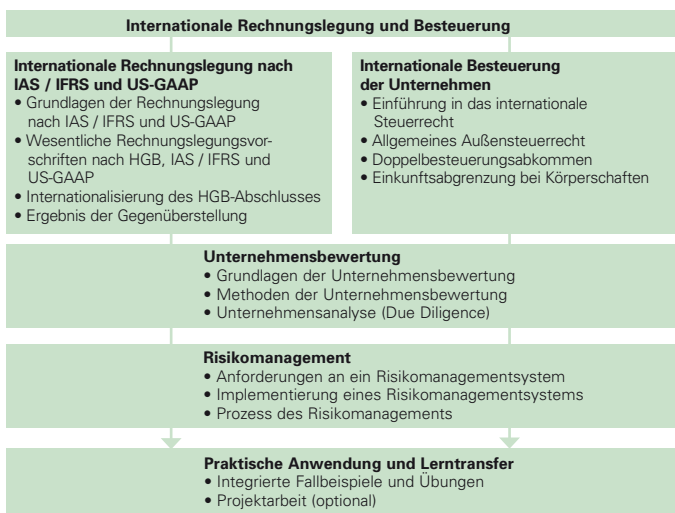 Internationale Rechnungslegung und Besteuerung
Internationale Rechnungslegung nach
IAS / IFRS und US-GAAP
• Grundlagen der Rechnungslegung
nach IAS / IFRS und US-GAAP
• Wesentliche Rechnungslegungsvor-
schriften nach HGB, IAS / IFRS und
US-GAAP
• Internationalisierung des HGB-Abschlusses
• Ergebnis der Gegenüberstellung
Internationale Besteuerung
der Unternehmen
• Einführung in das internationale
Steuerrecht
• Allgemeines Außensteuerrecht
• Doppelbesteuerungsabkommen
• Einkunftsabgrenzung bei Körperschaften
Unternehmensbewertung
• Grundlagen der Unternehmensbewertung
• Methoden der Unternehmensbewertung
• Unternehmensanalyse (Due Diligence)
Risikomanagement
• Anforderungen an ein Risikomanagementsystem
• Implementierung eines Risikomanagementsystems
• Prozess des Risikomanagements
Praktische Anwendung und Lerntransfer
• Integrierte Fallbeispiele und Übungen
• Projektarbeit (optional)